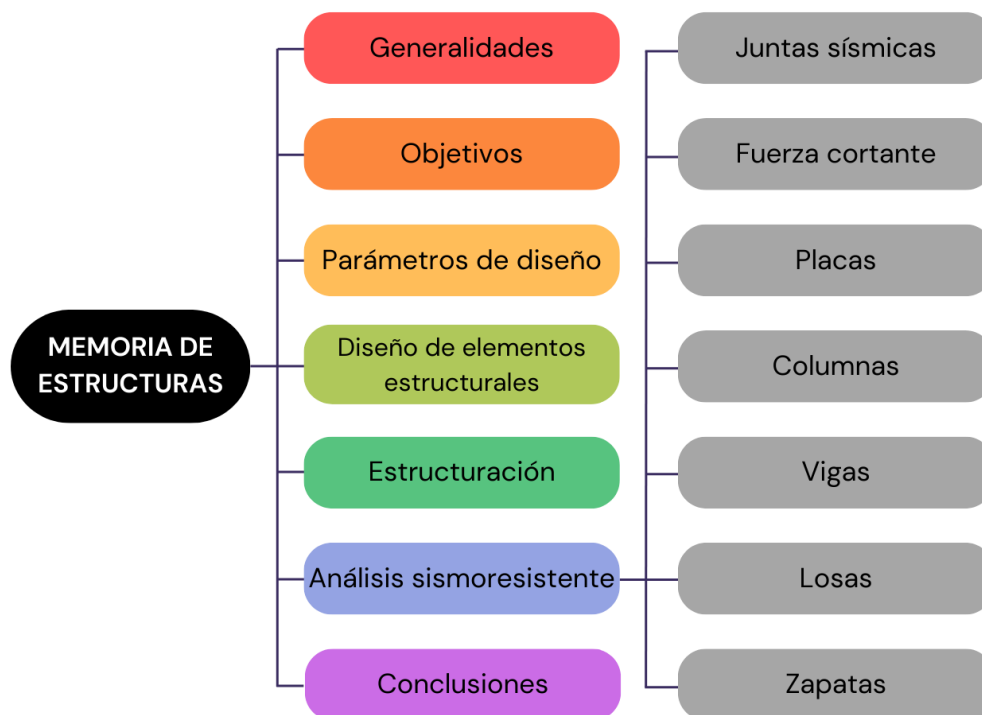 MEMORIA DE
ESTRUCTURAS
Generalidades
Objetivos
Parámetros de diseño
Diseño de elementos
estructurales
Estructuración
Análisis sismoresistente
Conclusiones
Juntas sísmicas
Fuerza cortante
Placas
Columnas
Vigas
Losas
Zapatas